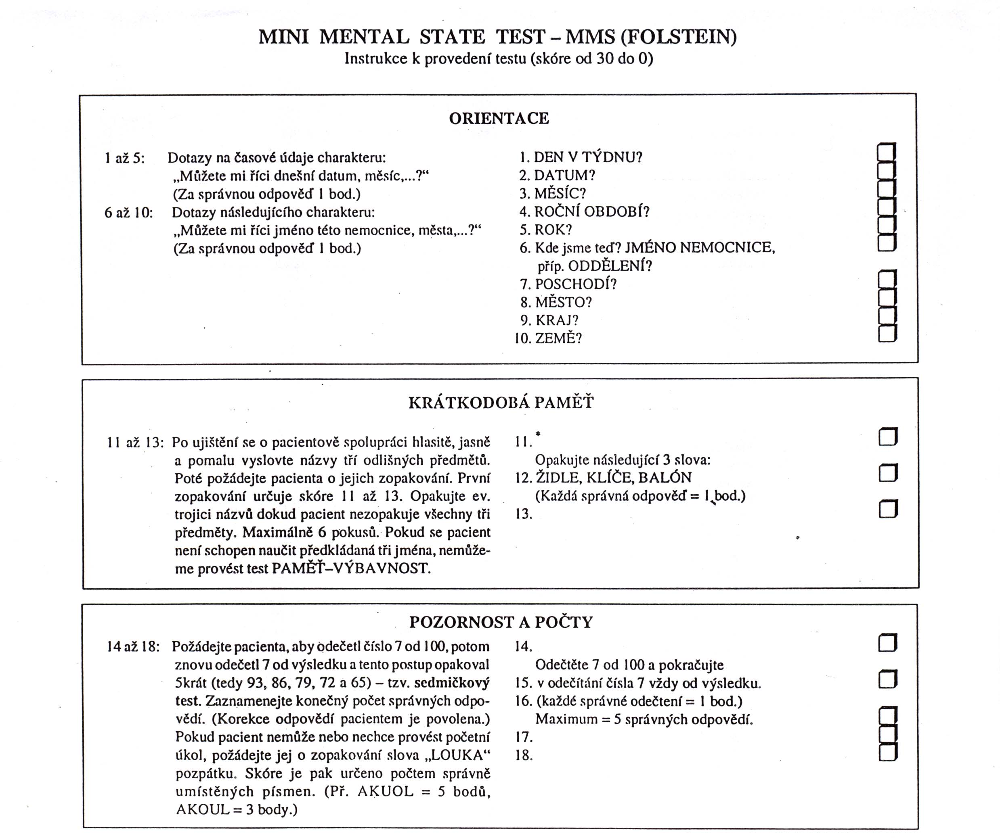 MINI MENTAL STATE TEST – MMS (FOLSTEIN)
Instrukce k provedení testu (skóre od 30 do 0)
ORIENTACE
1 až 5: Dotazy na časové údaje charakteru:
„Můžete mi říci dnešní datum, měsíc,...?“
(Za správnou odpověď 1 bod.)
6 až 10: Dotazy následujícího charakteru:
„Můžete mi říci jméno této nemocnice, města,...?“
(Za správnou odpověď 1 bod.)
1. DEN V TÝDNU?
2. DATUM?
3. MĚSÍC?
4. ROČNÍ OBDOBÍ?
5. ROK?
6. Kde jsme teď? JMÉNO NEMOCNICE,
příp. ODDĚLENÍ?
7. POSCHODÍ?
8. MĚSTO?
9. KRAJ?
10. ZEMĚ?
KRÁTKODOBÁ PAMĚŤ
11 až 13: Po ujištění se o pacientově spolupráci hlasitě, jasně
a pomalu vyslovte názvy tří odlišných předmětů.
Poté požádejte pacienta o jejich zopakování. První
zopakování určuje skóre 11 až 13. Opakujte ev.
trojici názvů dokud pacient nezopakuje všechny tři
předměty. Maximálně 6 pokusů. Pokud se pacient
není schopen naučit předkládaná tři jména, nemůže-
me provést test PAMĚŤ–VÝBAVNOST.
11. *
Opakujte následující 3 slova:
12. ŽIDLE, KLÍČE, BALÓN
(Každá správná odpověď = 1 bod.)
13.
POZORNOST A POČTY
14 až 18: Požádejte pacienta, aby odečetl číslo 7 od 100, potom
znovu odečetl 7 od výsledku a tento postup opakoval
5krát (tedy 93, 86, 79, 72 a 65) – tzv. sedmičkový
test. Zaznamenejte konečný počet správných odpo-
vědí. (Korekce odpovědí pacientem je povolena.)
Pokud pacient nemůže nebo nechce provést početní
úkol, požádejte jej o zopakování slova „LOUKA“
pozpátku. Skóre je pak určeno počtem správně
umístěných písmen. (Př. AKUOL = 5 bodů,
AKOUL = 3 body.)
14.
Odečtěte 7 od 100 a pokračujte
15. v odečítání čísla 7 vždy od výsledku.
16. (každé správné odečtení = 1 bod.)
Maximum = 5 správných odpovědí.
17.
18.